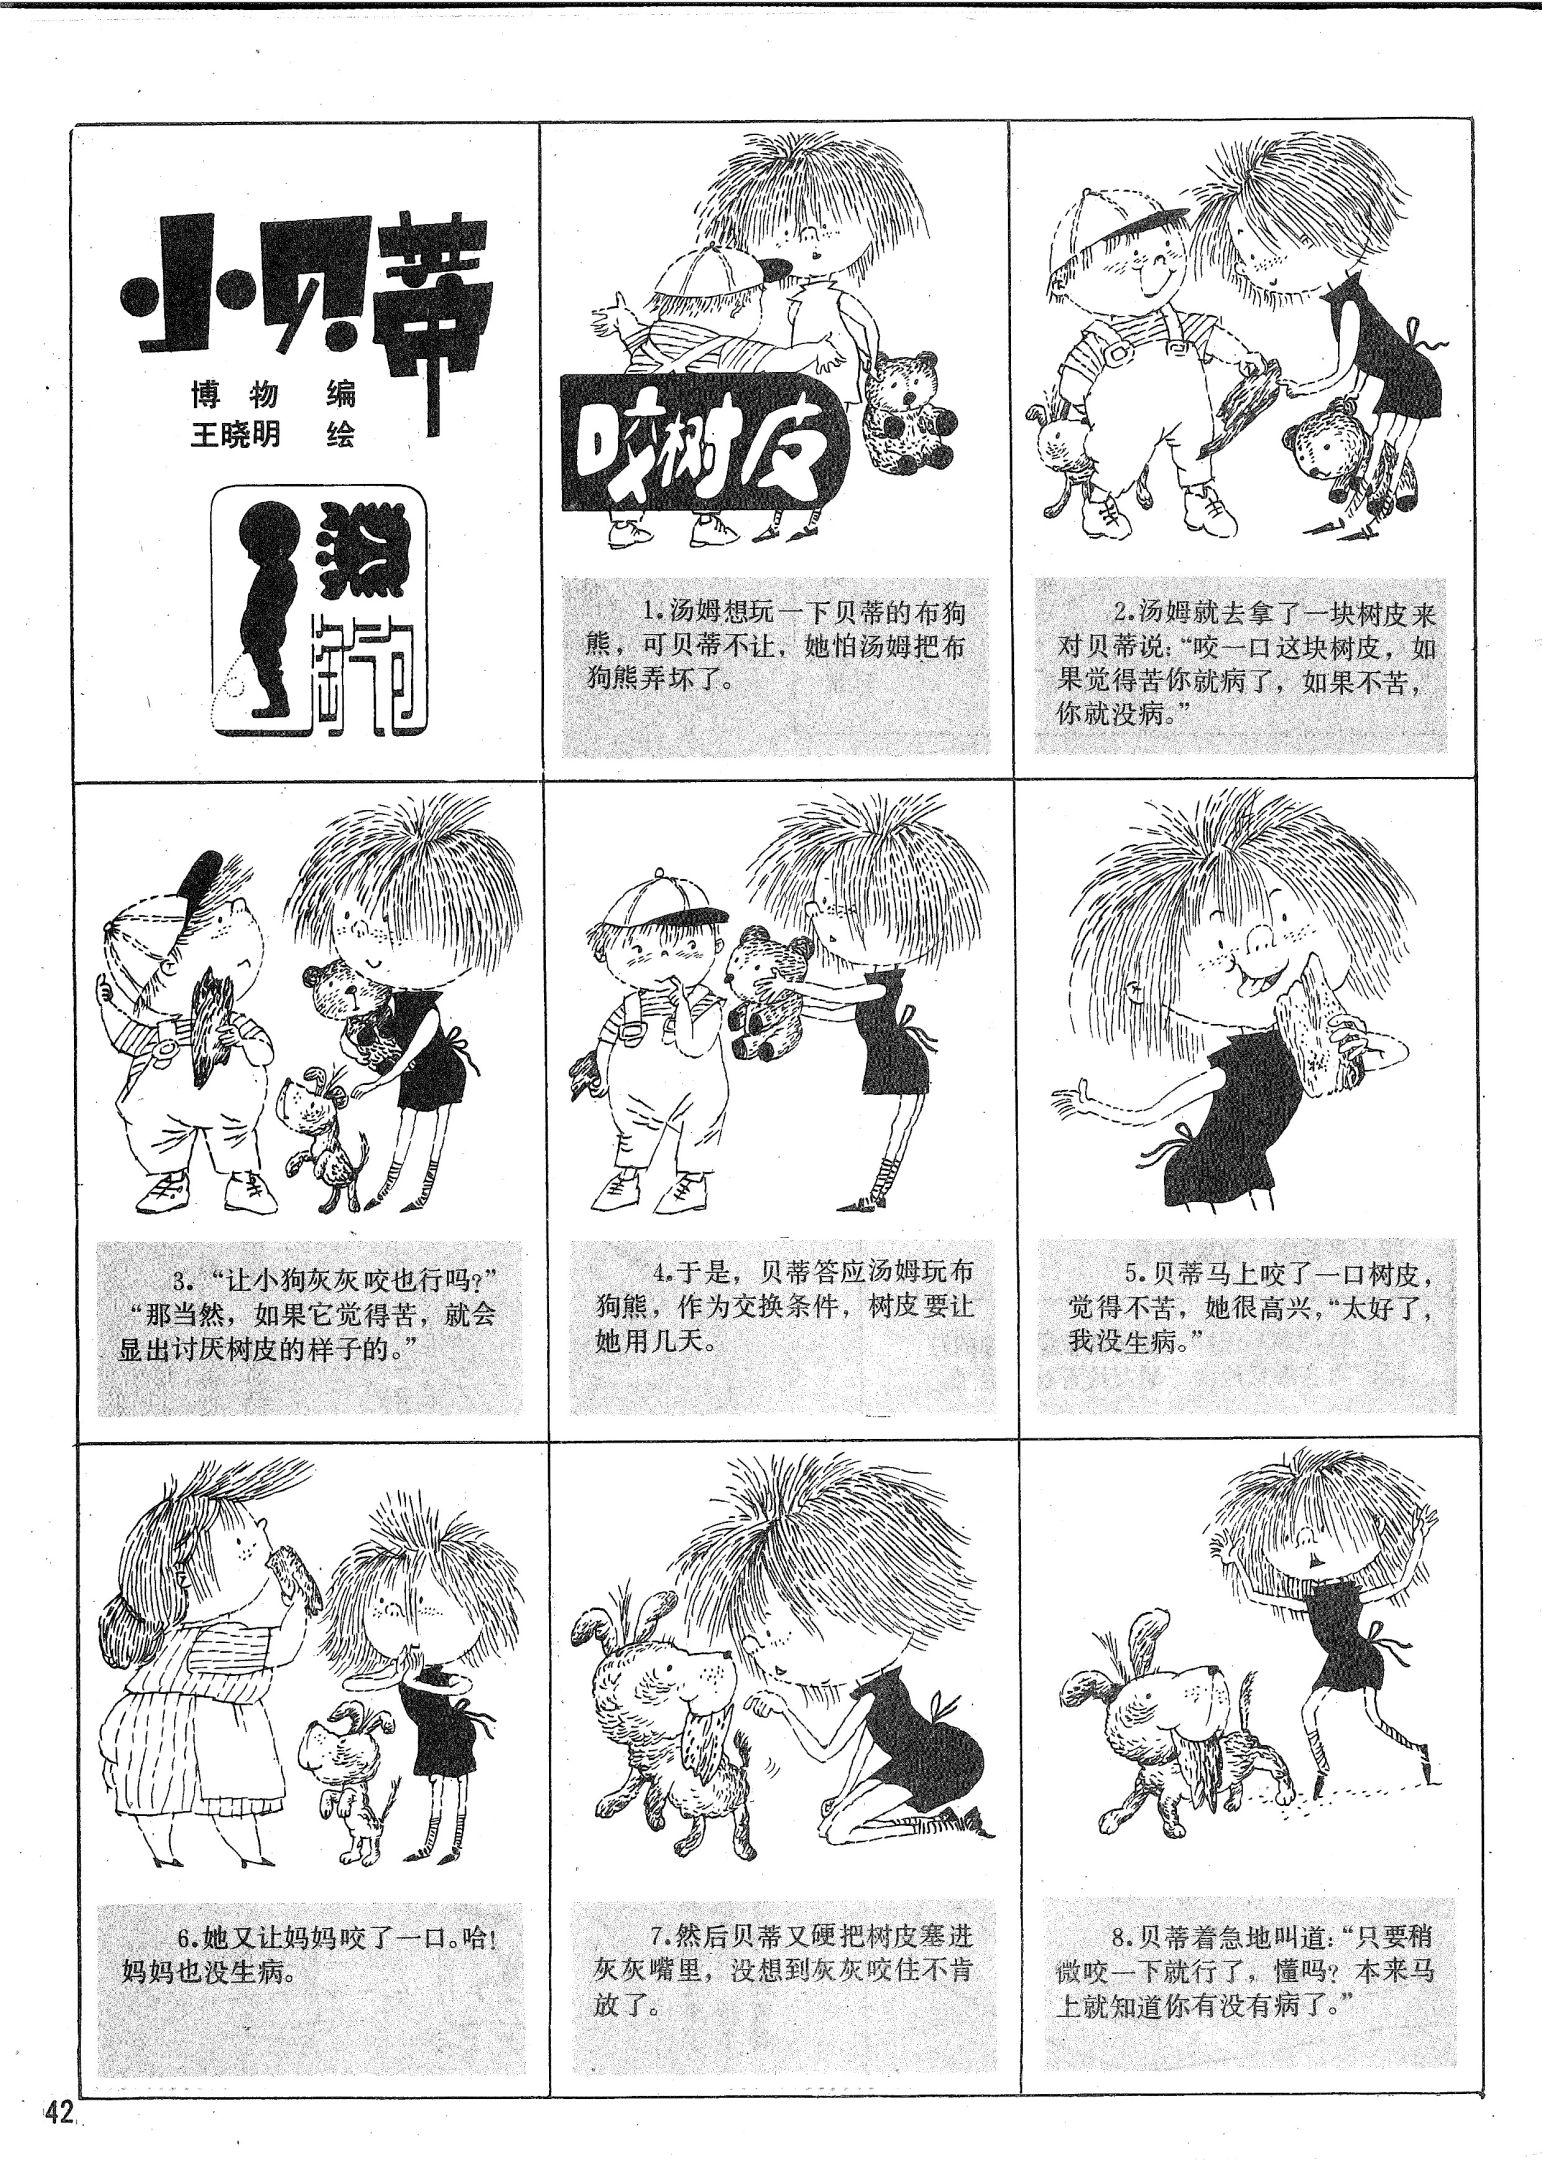 小贝蒂
博物 编
王晓明 绘
咬树皮
1.汤姆想玩一下贝蒂的布狗
熊，可贝蒂不让，她怕汤姆把布
狗熊弄坏了。
2.汤姆就去拿了一块树皮来
对贝蒂说：“咬一口这块树皮，如
果觉得苦你就病了，如果不苦，
你就没病。”
3.“让小狗灰灰咬也行吗?”
“那当然，如果它觉得苦，就会
显出讨厌树皮的样子的。”
4.于是，贝蒂答应汤姆玩布
狗熊，作为交换条件，树皮要让
她用几天。
5.贝蒂马上咬了一口树皮，
觉得不苦，她很高兴，“太好了，
我没生病。”
6.她又让妈妈咬了一口。哈!
妈妈也没生病。
7.然后贝蒂又硬把树皮塞进
灰灰嘴里，没想到灰灰咬住不肯
放了。
8.贝蒂着急地叫道：“只要稍
微咬一下就行了，懂吗？本来马
上就知道你有没有病了。”
42